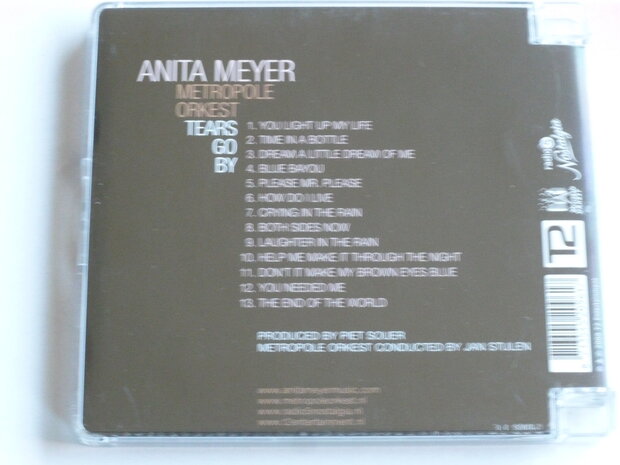 ANITA MEYER
METROPOLE
ORKEST
TEARS
GO
BY
1. YOU LIGHT UP MY LIFE
2. TIME IN A BOTTLE
3. DREAM A LITTLE DREAM OF ME
4. BLUE BAYOU
5. PLEASE MR. PLEASE
6. HOW DO I LIVE
7. CRYING IN THE RAIN
8. BOTH SIDES NOW
9. LAUGHTER IN THE RAIN
10. HELP ME MAKE IT THROUGH THE NIGHT
11. DON'T IT MAKE MY BROWN EYES BLUE
12. YOU NEEDED ME
13. THE END OF THE WORLD
PRODUCED BY PIET SOUER
METROPOLE ORKEST CONDUCTED BY JAN STULEN
www.anitameyermusic.com
www.metropoleorkest.nl
www.radio5nostalgia.nl
www.t2entertainment.nl
radio 5
Nostalgia
T2